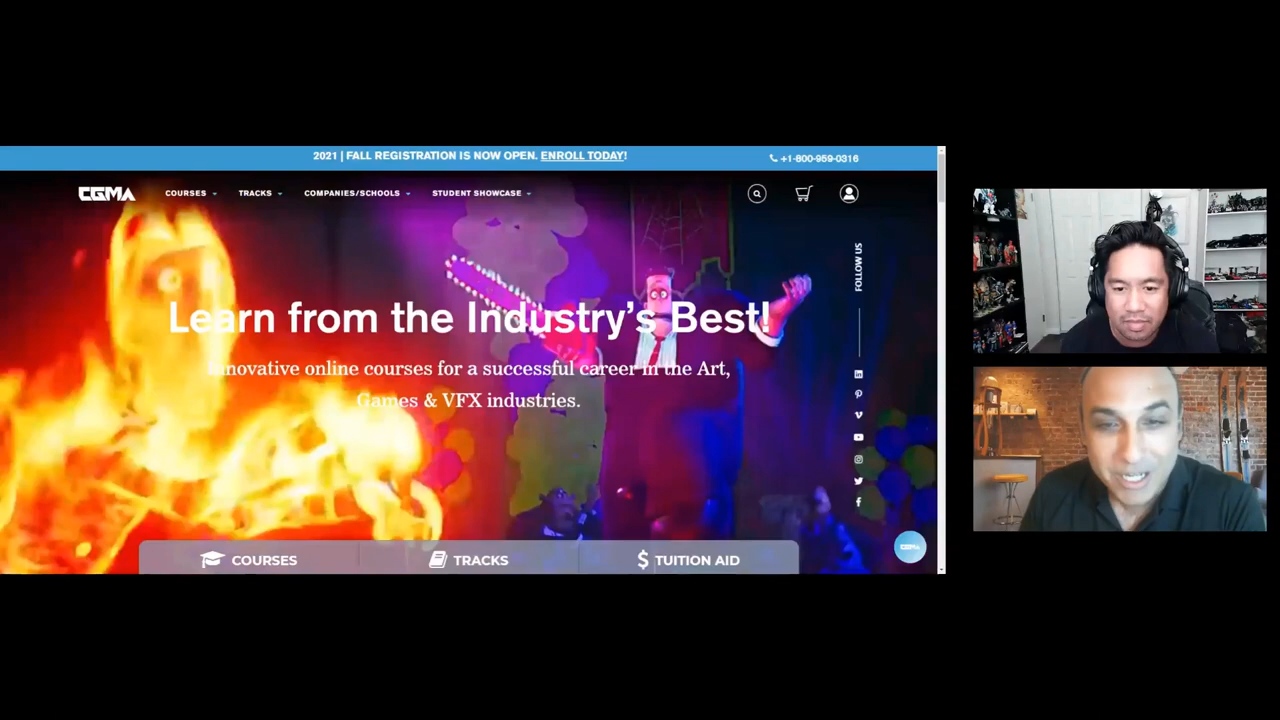 2021 | FALL REGISTRATION IS NOW OPEN. ENROLL TODAY!
+1-800-959-0316
CGMA
COURSES
TRACKS
COMPANIES/SCHOOLS
STUDENT SHOWCASE
FOLLOW US
Learn from the Industry's Best!
Innovative online courses for a successful career in the Art,
Games & VFX industries.
COURSES
TRACKS
$ TUITION AID
CGMA